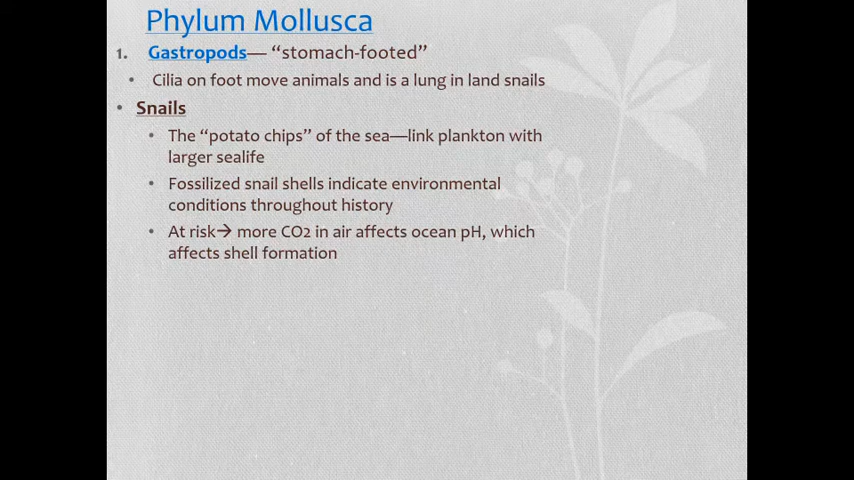 Phylum Mollusca
1. Gastropods— “stomach-footed”
• Cilia on foot move animals and is a lung in land snails
• Snails
• The “potato chips” of the sea—link plankton with
larger sealife
• Fossilized snail shells indicate environmental
conditions throughout history
• At risk→ more CO2 in air affects ocean pH, which
affects shell formation